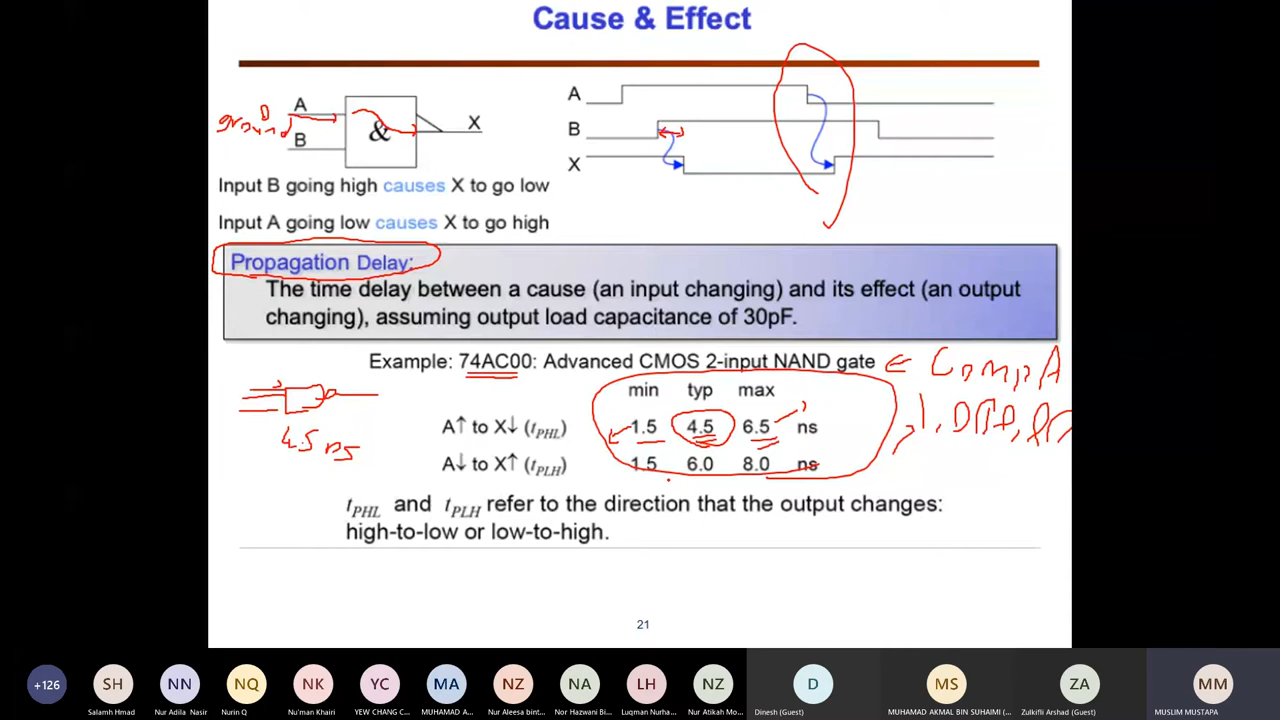 Cause & Effect
A
B
&
X
ground
A
B
X
Input B going high causes X to go low
Input A going low causes X to go high
Propagation Delay:
The time delay between a cause (an input changing) and its effect (an output
changing), assuming output load capacitance of 30pF.
Example: 74AC00: Advanced CMOS 2-input NAND gate
Comp A
min typ max
A↑ to X↓ (tPHL) 1.5 4.5 6.5 ns
A↓ to X↑ (tPLH) 1.5 6.0 8.0 ns
4.5 ns
tPHL and tPLH refer to the direction that the output changes:
high-to-low or low-to-high.
21
+126
SH
NN
NQ
NK
YC
MA
NZ
NA
LH
NZ
D
MS
ZA
MM
Salamh Hmad
Nur Adila Nasir
Nurin Q
Nu'man Khairi
YEW CHANG C...
MUHAMMAD A...
Nur Aleesa bint...
Nor Hazwani Bi...
Luqman Nurha...
Nur Atikah Mo...
Dinesh (Guest)
MUHAMAD AKMAL BIN SUHAIMI (...
Zulkifli Arshad (Guest)
MUSLIM MUSTAPA